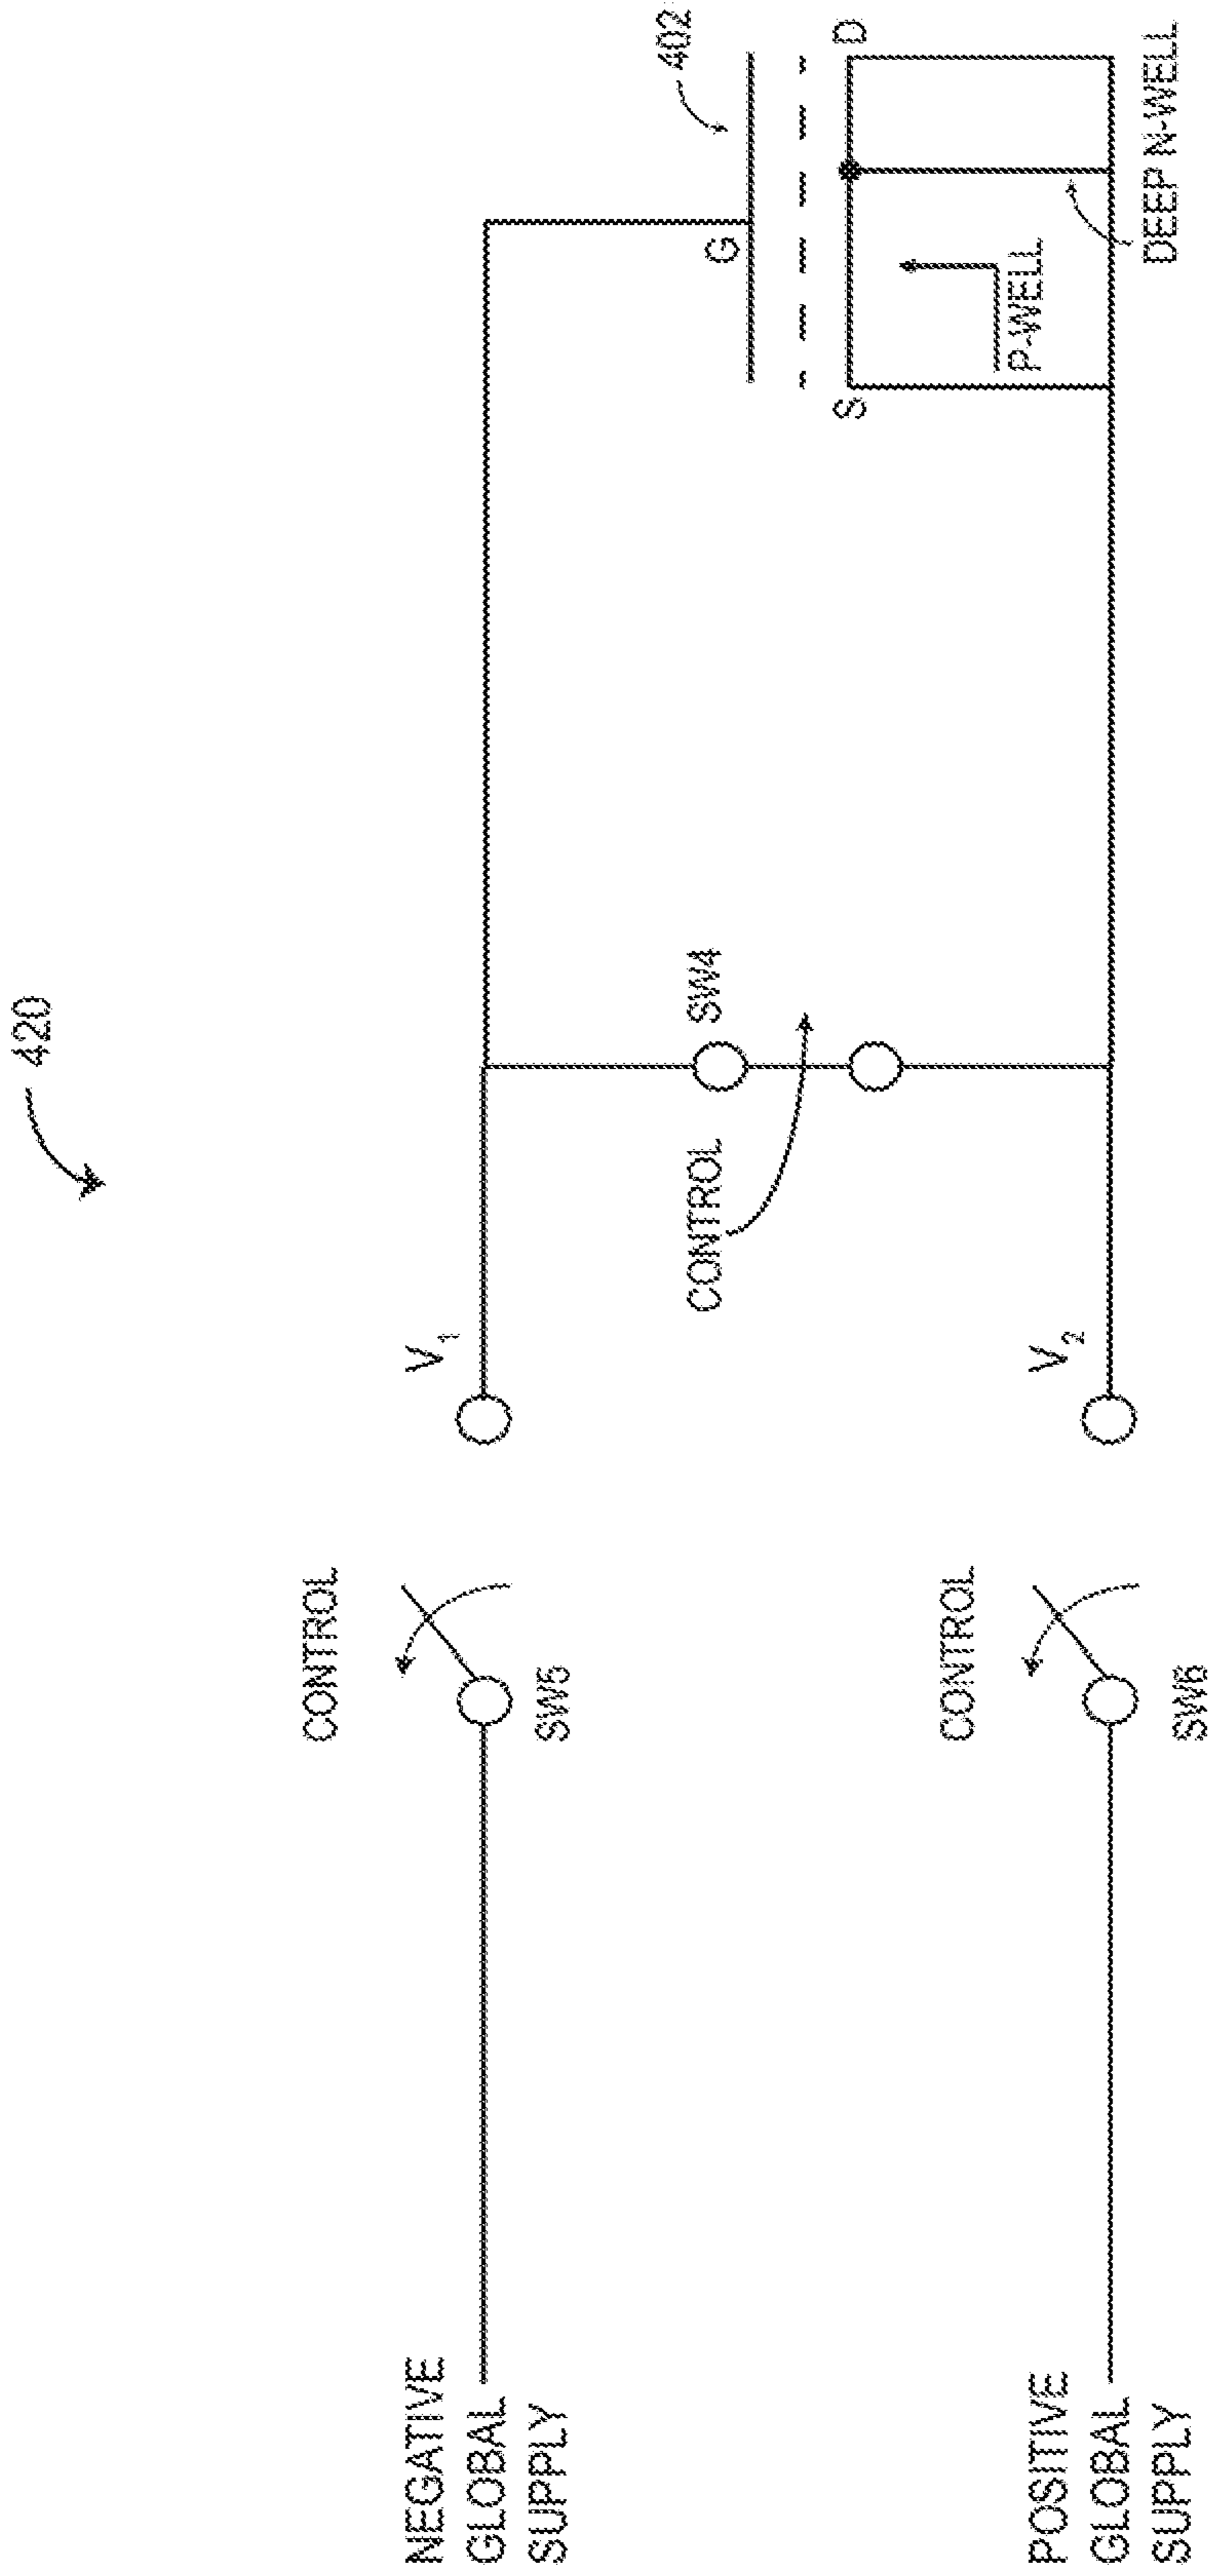 420
NEGATIVE
GLOBAL
SUPPLY
CONTROL
SW5
V1
402
G
SW4
CONTROL
S
D
P-WELL
POSITIVE
GLOBAL
SUPPLY
CONTROL
SW6
V2
DEEP N-WELL